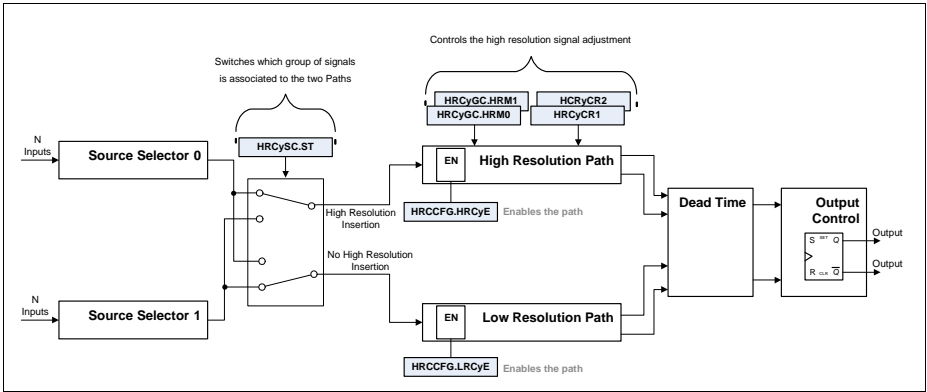 Controls the high resolution signal adjustment
Switches which group of signals
is associated to the two Paths
HRCyGC.HRM1
HCRyCR2
HRCyGC.HRM0
HRCyCR1
HRCySC.ST
N
Inputs
Source Selector 0
EN
High Resolution Path
High Resolution
Insertion
HRCCFG.HRCyE
Enables the path
Dead Time
Output
Control
S SET Q
R CLR Q
Output
Output
No High Resolution
Insertion
N
Inputs
Source Selector 1
EN
Low Resolution Path
HRCCFG.LRCyE
Enables the path